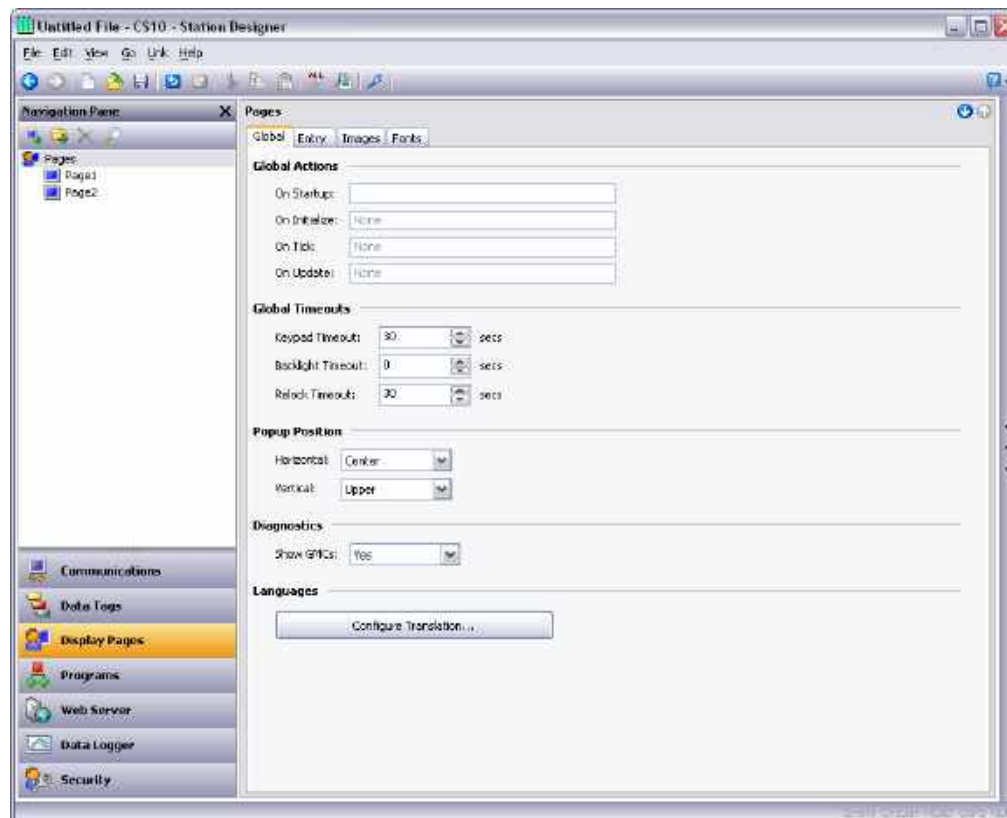 Untitled File - CS10 - Station Designer
File Edit View Go Link Help
ALL
Navigation Pane
Pages
Page1
Page2
Communications
Data Tags
Display Pages
Programs
Web Server
Data Logger
Security
Pages
Global Entry Images Fonts
Global Actions
On Startup:
On Initialize: None
On Tick: None
On Update: None
Global Timeouts
Keypad Timeout: 30 secs
Backlight Timeout: 0 secs
Relock Timeout: 30 secs
Popup Position
Horizontal: Center
Vertical: Upper
Diagnostics
Show GMCs: Yes
Languages
Configure Translation...